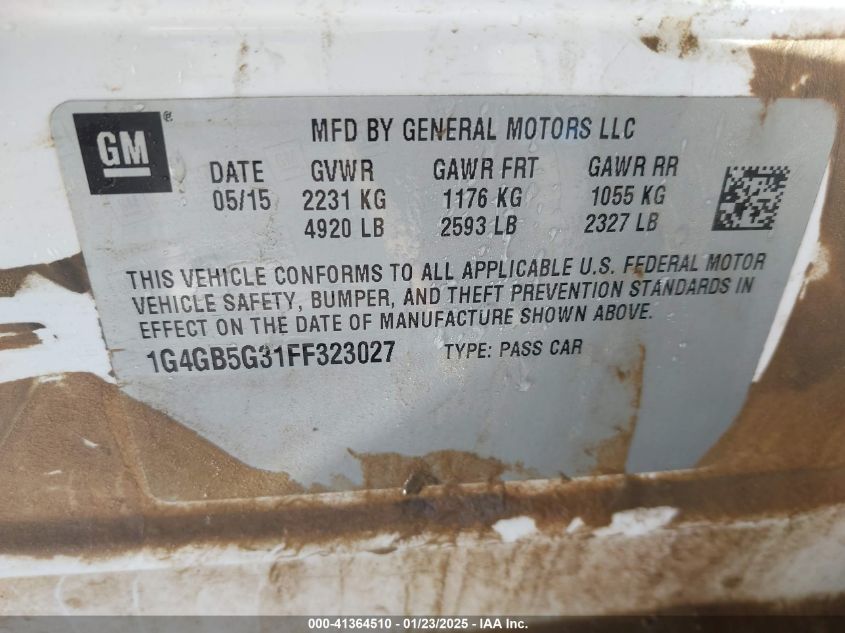 GM ®
MFD BY GENERAL MOTORS LLC
DATE GVWR GAWR FRT GAWR RR
05/15 2231 KG 1176 KG 1055 KG
4920 LB 2593 LB 2327 LB
THIS VEHICLE CONFORMS TO ALL APPLICABLE U.S. FEDERAL MOTOR
VEHICLE SAFETY, BUMPER, AND THEFT PREVENTION STANDARDS IN
EFFECT ON THE DATE OF MANUFACTURE SHOWN ABOVE.
1G4GB5G31FF323027 TYPE: PASS CAR
000-41364510 - 01/23/2025 - IAA Inc.